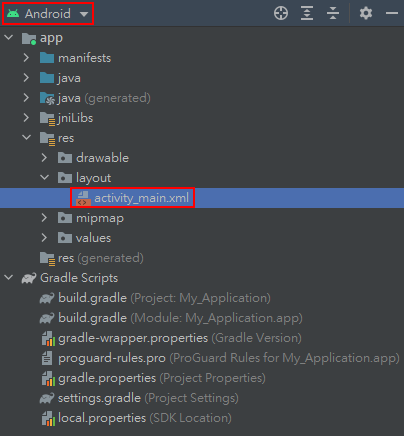 Android
app
manifests
java
java (generated)
jniLibs
res
drawable
layout
activity_main.xml
mipmap
values
res (generated)
Gradle Scripts
build.gradle (Project: My_Application)
build.gradle (Module: My_Application.app)
gradle-wrapper.properties (Gradle Version)
proguard-rules.pro (ProGuard Rules for My_Application.app)
gradle.properties (Project Properties)
settings.gradle (Project Settings)
local.properties (SDK Location)